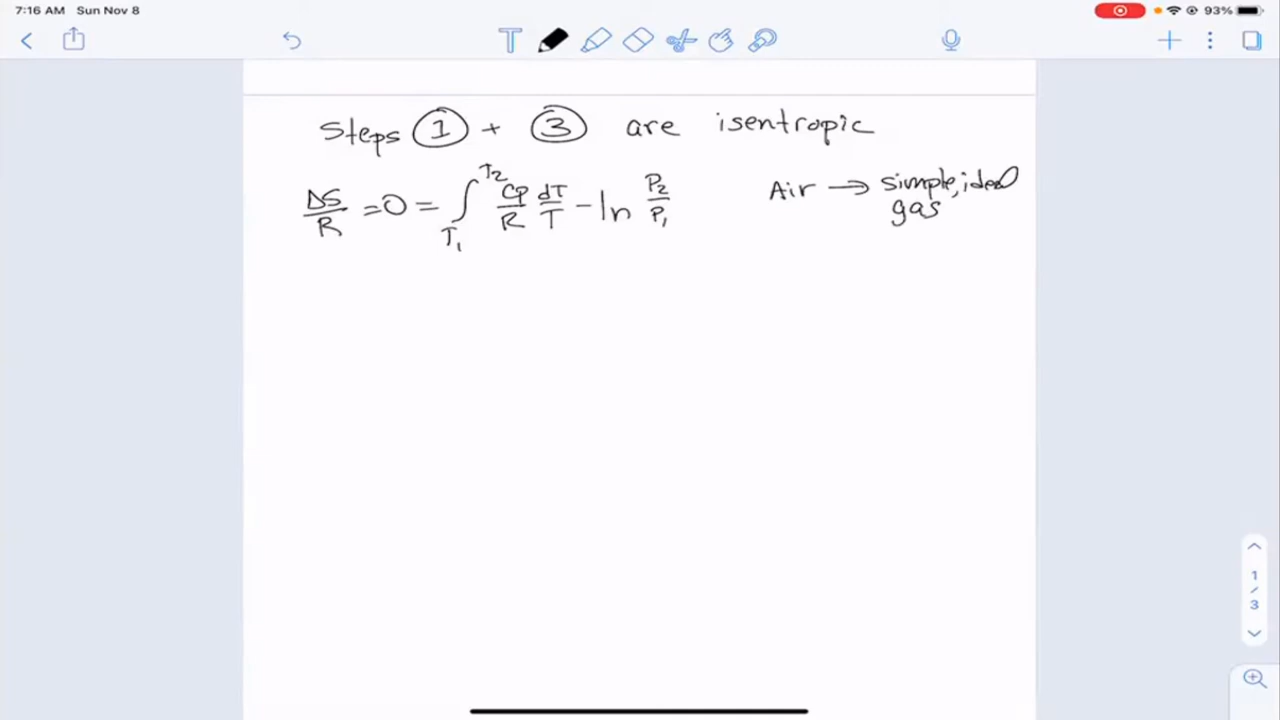 7:16 AM Sun Nov 8
93%
T
Steps ① + ③ are isentropic
ΔS/R = 0 = ∫_{T₁}^{T₂} Cp/R dT/T - ln P₂/P₁
Air → simple, ideal
gas
1
/
3